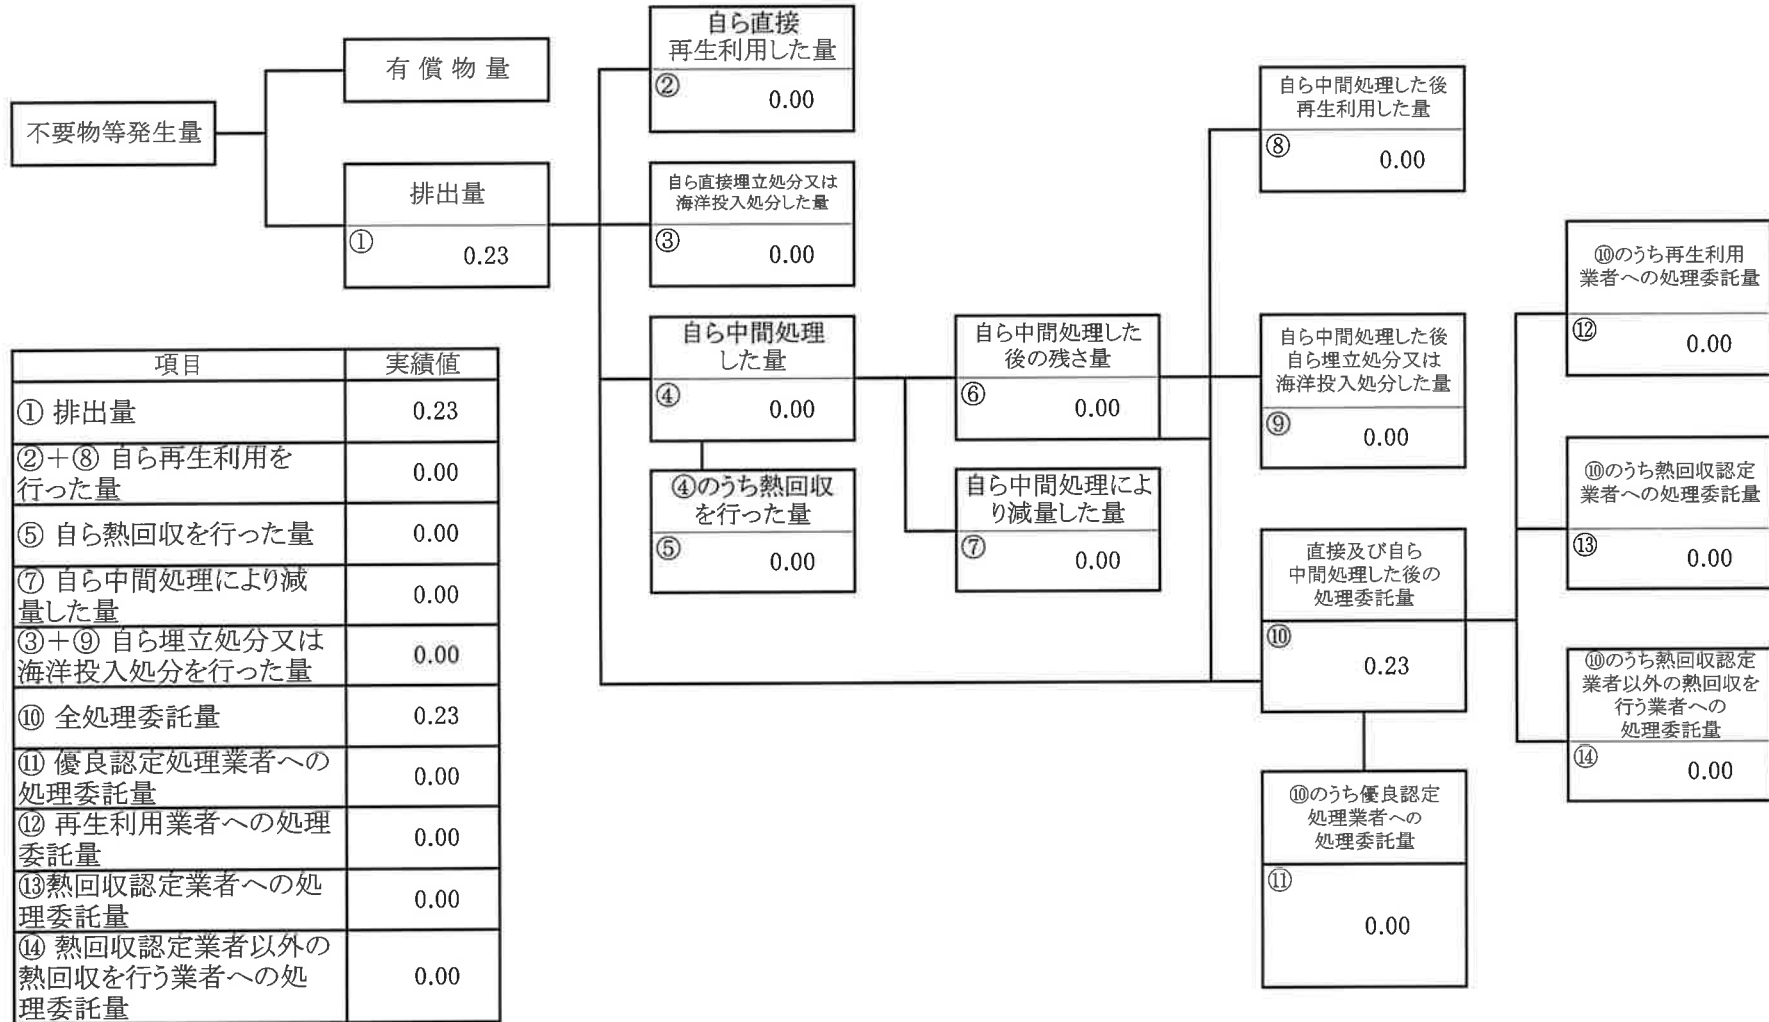 不要物等発生量
有償物量
排出量
①
0.23
自ら直接
再生利用した量
②
0.00
自ら直接埋立処分又は
海洋投入処分した量
③
0.00
自ら中間処理
した量
④
0.00
④のうち熱回収
を行った量
⑤
0.00
自ら中間処理した
後の残さ量
⑥
0.00
自ら中間処理によ
り減量した量
⑦
0.00
自ら中間処理した後
再生利用した量
⑧
0.00
自ら中間処理した後
自ら埋立処分又は
海洋投入処分した量
⑨
0.00
直接及び自ら
中間処理した後の
処理委託量
⑩
0.23
⑩のうち優良認定
処理業者への
処理委託量
⑪
0.00
⑩のうち再生利用
業者への処理委託量
⑫
0.00
⑩のうち熱回収認定
業者への処理委託量
⑬
0.00
⑩のうち熱回収認定
業者以外の熱回収を
行う業者への
処理委託量
⑭
0.00
項目 実績値
① 排出量 0.23
②+⑧ 自ら再生利用を
行った量 0.00
⑤ 自ら熱回収を行った量 0.00
⑦ 自ら中間処理により減
量した量 0.00
③+⑨ 自ら埋立処分又は
海洋投入処分を行った量 0.00
⑩ 全処理委託量 0.23
⑪ 優良認定処理業者への
処理委託量 0.00
⑫ 再生利用業者への処理
委託量 0.00
⑬熱回収認定業者への処
理委託量 0.00
⑭ 熱回収認定業者以外の
熱回収を行う業者への処
理委託量 0.00